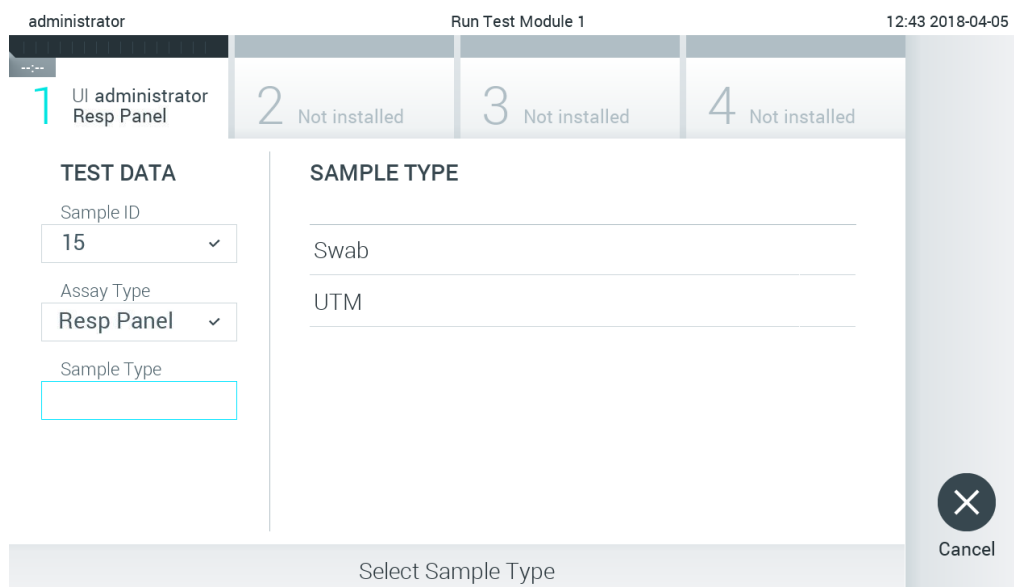 administrator
Run Test Module 1
12:43 2018-04-05
--:--
1
UI administrator
Resp Panel
2 Not installed
3 Not installed
4 Not installed
TEST DATA
Sample ID
15
Assay Type
Resp Panel
Sample Type
SAMPLE TYPE
Swab
UTM
Cancel
Select Sample Type